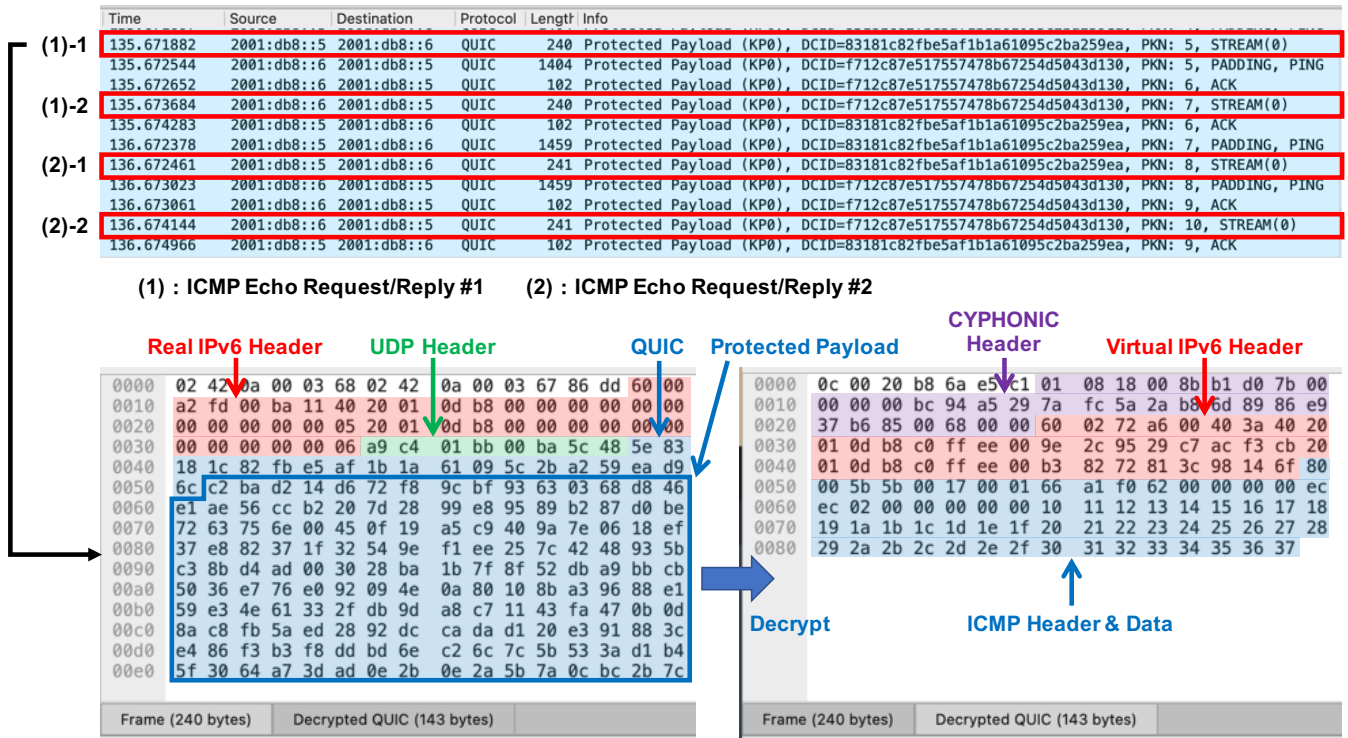 Time Source Destination Protocol Length Info
(1)-1 135.671882 2001:db8::5 2001:db8::6 QUIC 240 Protected Payload (KP0), DCID=83181c82fbe5af1b1a61095c2ba259ea, PKN: 5, STREAM(0)
135.672544 2001:db8::6 2001:db8::5 QUIC 1404 Protected Payload (KP0), DCID=f712c87e517557478b67254d5043d130, PKN: 5, PADDING, PING
135.672652 2001:db8::6 2001:db8::5 QUIC 102 Protected Payload (KP0), DCID=f712c87e517557478b67254d5043d130, PKN: 6, ACK
(1)-2 135.673684 2001:db8::6 2001:db8::5 QUIC 240 Protected Payload (KP0), DCID=f712c87e517557478b67254d5043d130, PKN: 7, STREAM(0)
135.674283 2001:db8::5 2001:db8::6 QUIC 102 Protected Payload (KP0), DCID=83181c82fbe5af1b1a61095c2ba259ea, PKN: 6, ACK
136.672378 2001:db8::5 2001:db8::6 QUIC 1459 Protected Payload (KP0), DCID=83181c82fbe5af1b1a61095c2ba259ea, PKN: 7, PADDING, PING
(2)-1 136.672461 2001:db8::5 2001:db8::6 QUIC 241 Protected Payload (KP0), DCID=83181c82fbe5af1b1a61095c2ba259ea, PKN: 8, STREAM(0)
136.673023 2001:db8::6 2001:db8::5 QUIC 1459 Protected Payload (KP0), DCID=f712c87e517557478b67254d5043d130, PKN: 8, PADDING, PING
136.673061 2001:db8::6 2001:db8::5 QUIC 102 Protected Payload (KP0), DCID=f712c87e517557478b67254d5043d130, PKN: 9, ACK
(2)-2 136.674144 2001:db8::6 2001:db8::5 QUIC 241 Protected Payload (KP0), DCID=f712c87e517557478b67254d5043d130, PKN: 10, STREAM(0)
136.674966 2001:db8::5 2001:db8::6 QUIC 102 Protected Payload (KP0), DCID=83181c82fbe5af1b1a61095c2ba259ea, PKN: 9, ACK
(1) : ICMP Echo Request/Reply #1 (2) : ICMP Echo Request/Reply #2
Real IPv6 Header UDP Header QUIC Protected Payload
0000 02 42 0a 00 03 68 02 42 0a 00 03 67 86 dd 60 00
0010 a2 fd 00 ba 11 40 20 01 0d b8 00 00 00 00 00 00
0020 00 00 00 00 00 05 20 01 0d b8 00 00 00 00 00 00
0030 00 00 00 00 00 06 a9 c4 01 bb 00 ba 5c 48 5e 83
0040 18 1c 82 fb e5 af 1b 1a 61 09 5c 2b a2 59 ea d9
0050 6c c2 ba d2 14 d6 72 f8 9c bf 93 63 03 68 d8 46
0060 e1 ae 56 cc b2 20 7d 28 99 e8 95 89 b2 87 d0 be
0070 72 63 75 6e 00 45 0f 19 a5 c9 40 9a 7e 06 18 ef
0080 37 e8 82 37 1f 32 54 9e f1 ee 25 7c 42 48 93 5b
0090 c3 8b d4 ad 00 30 28 ba 1b 7f 8f 52 db a9 bb cb
00a0 50 36 e7 76 e0 92 09 4e 0a 80 10 8b a3 96 88 e1
00b0 59 e3 4e 61 33 2f db 9d a8 c7 11 43 fa 47 0b 0d
00c0 8a c8 fb 5a ed 28 92 dc ca da d1 20 e3 91 88 3c
00d0 e4 86 f3 b3 f8 dd bd 6e c2 6c 7c 5b 53 3a d1 b4
00e0 5f 30 64 a7 3d ad 0e 2b 0e 2a 5b 7a 0c bc 2b 7c
Frame (240 bytes) Decrypted QUIC (143 bytes)
Decrypt
CYPHONIC
Header
Virtual IPv6 Header
0000 0c 00 20 b8 6a e5 c1 01 08 18 00 8b b1 d0 7b 00
0010 00 00 00 bc 94 a5 29 7a fc 5a 2a b8 6d 89 86 e9
0020 37 b6 85 00 68 00 00 60 02 72 a6 00 40 3a 40 20
0030 01 0d b8 c0 ff ee 00 9e 2c 95 29 c7 ac f3 cb 20
0040 01 0d b8 c0 ff ee 00 b3 82 72 81 3c 98 14 6f 80
0050 00 5b 5b 00 17 00 01 66 a1 f0 62 00 00 00 00 ec
0060 ec 02 00 00 00 00 00 10 11 12 13 14 15 16 17 18
0070 19 1a 1b 1c 1d 1e 1f 20 21 22 23 24 25 26 27 28
0080 29 2a 2b 2c 2d 2e 2f 30 31 32 33 34 35 36 37
ICMP Header & Data
Frame (240 bytes) Decrypted QUIC (143 bytes)